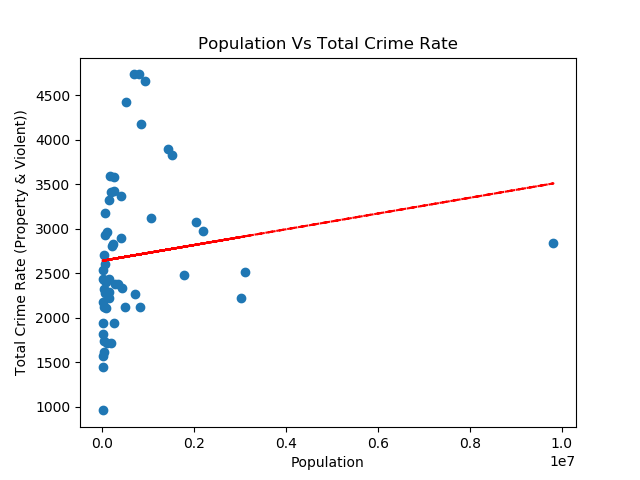 Population Vs Total Crime Rate
Total Crime Rate (Property & Violent))
4500
4000
3500
3000
2500
2000
1500
1000
0.0 0.2 0.4 0.6 0.8 1.0
1e7
Population